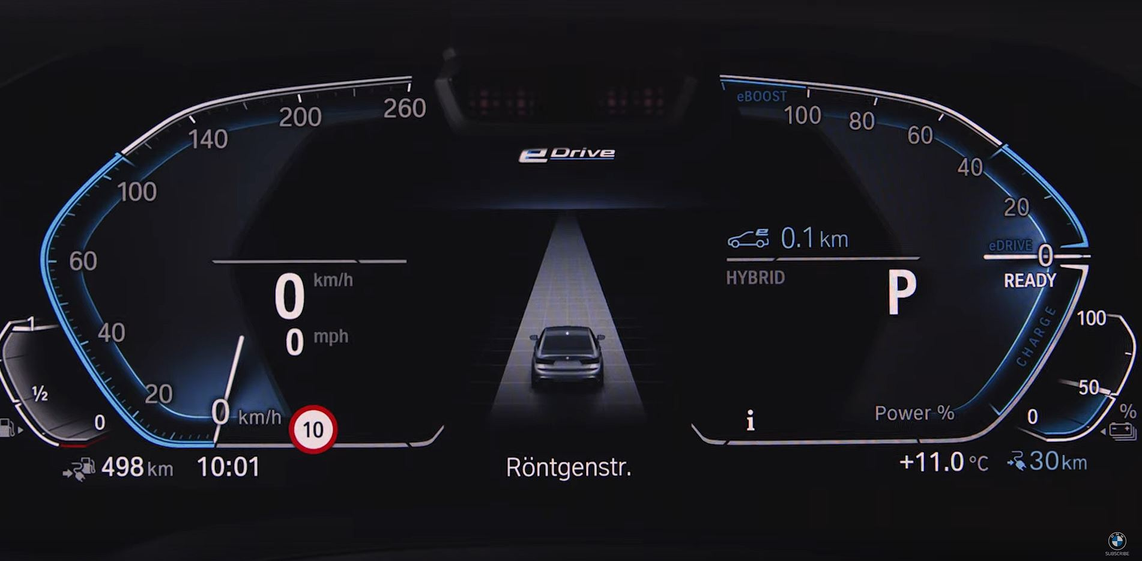 e Drive
260
200
140
100
60
40
20
0 km/h
0 km/h
0 mph
10
1
½
0
498 km
10:01
Röntgenstr.
eBOOST
100
80
60
40
20
eDRIVE
0
READY
CHARGE
e 0.1 km
HYBRID
P
i
Power %
100
50
0
%
+11.0 °C
30 km
SUBSCRIBE